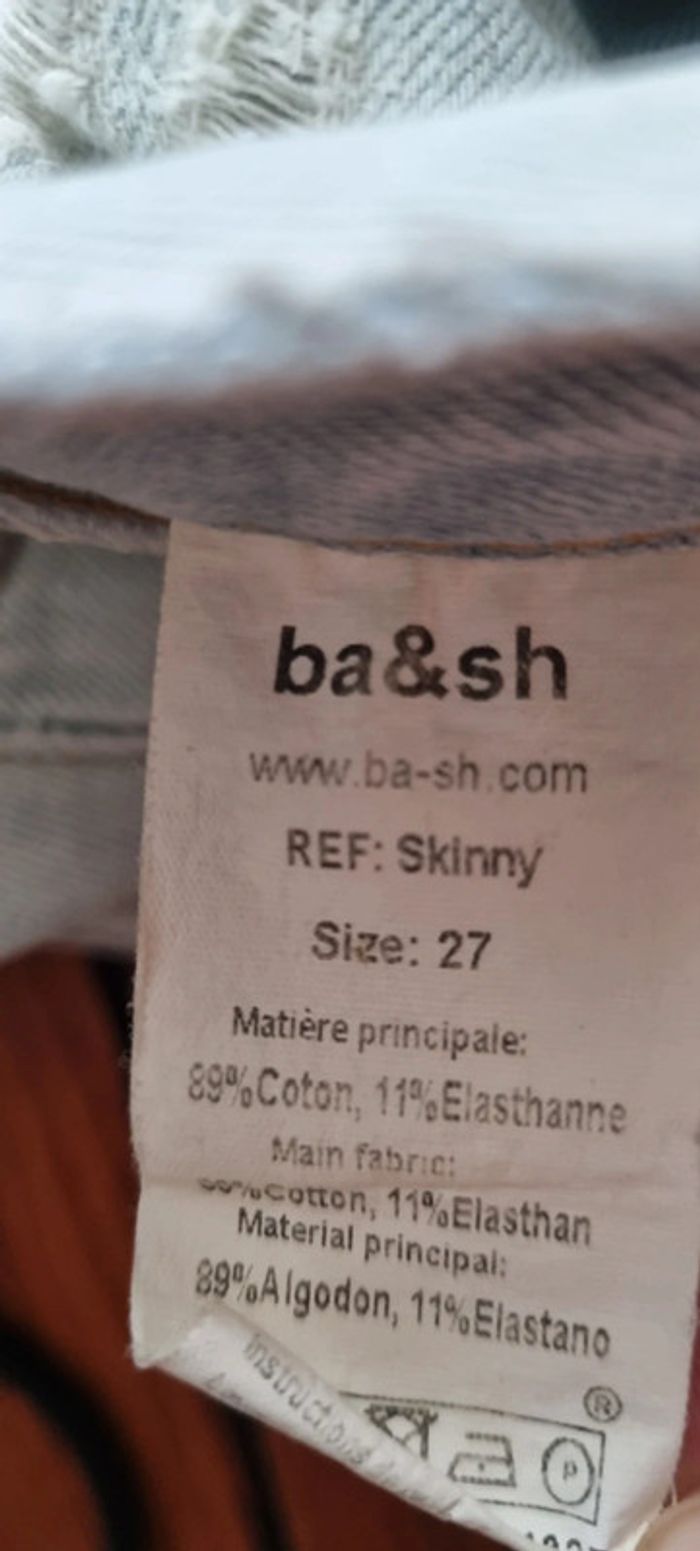 ba&sh
www.ba-sh.com
REF: Skinny
Size: 27
Matière principale:
89%Coton, 11%Elasthanne
Main fabric:
Cotton, 11%Elasthan
Material principal:
89%Algodon, 11%Elastano
Instructions
®
P